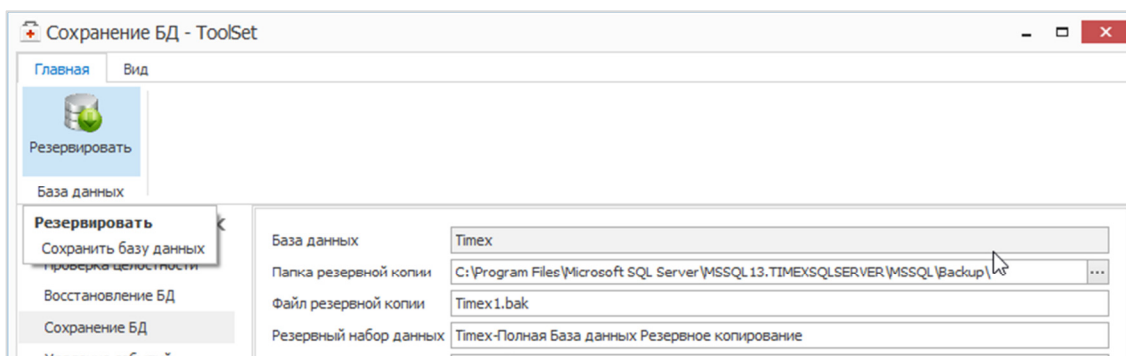 Сохранение БД - ToolSet
Главная Вид
Резервировать
База данных
Резервировать
Сохранить базу данных
Проверка целостности
Восстановление БД
Сохранение БД
База данных Timex
Папка резервной копии C:\Program Files\Microsoft SQL Server\MSSQL13.TIMEXSQLSERVER\MSSQL\Backup\ ...
Файл резервной копии Timex1.bak
Резервный набор данных Timex-Полная База данных Резервное копирование